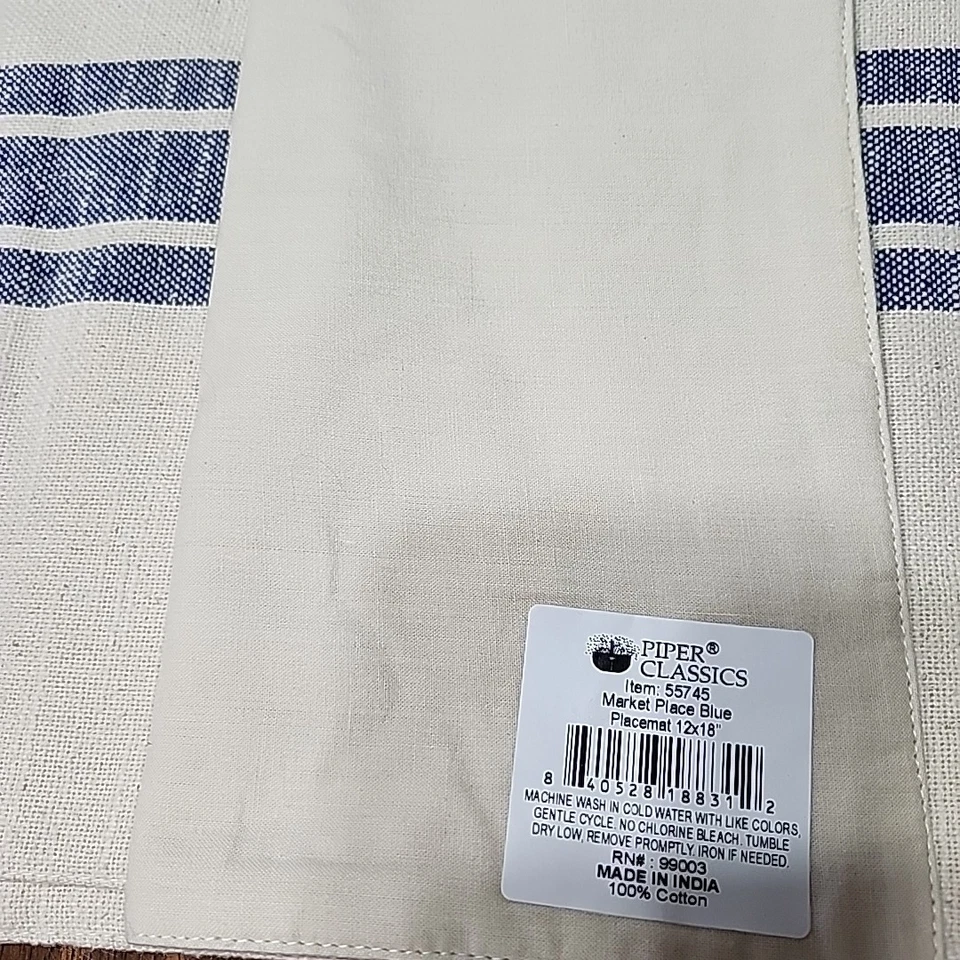 PIPER®
CLASSICS
Item: 55745
Market Place Blue
Placemat 12x18"
8 40528 18831 2
MACHINE WASH IN COLD WATER WITH LIKE COLORS,
GENTLE CYCLE. NO CHLORINE BLEACH. TUMBLE
DRY LOW, REMOVE PROMPTLY. IRON IF NEEDED.
RN# : 99003
MADE IN INDIA
100% Cotton